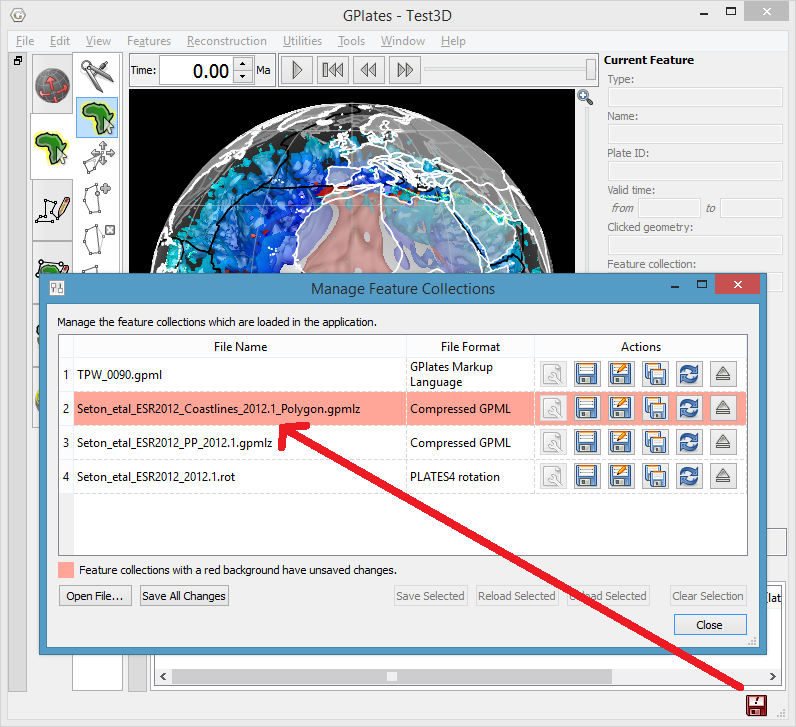 GPlates - Test3D
File Edit View Features Reconstruction Utilities Tools Window Help
Time: 0.00 Ma
Current Feature
Type:
Name:
Plate ID:
Valid time:
from to
Clicked geometry:
Feature collection:
Manage Feature Collections
Manage the feature collections which are loaded in the application.
File Name File Format Actions
1 TPW_0090.gpml GPlates Markup Language
2 Seton_etal_ESR2012_Coastlines_2012.1_Polygon.gpmlz Compressed GPML
3 Seton_etal_ESR2012_PP_2012.1.gpmlz Compressed GPML
4 Seton_etal_ESR2012_2012.1.rot PLATES4 rotation
Feature collections with a red background have unsaved changes.
Open File... Save All Changes Save Selected Reload Selected Selected Clear Selection
Close